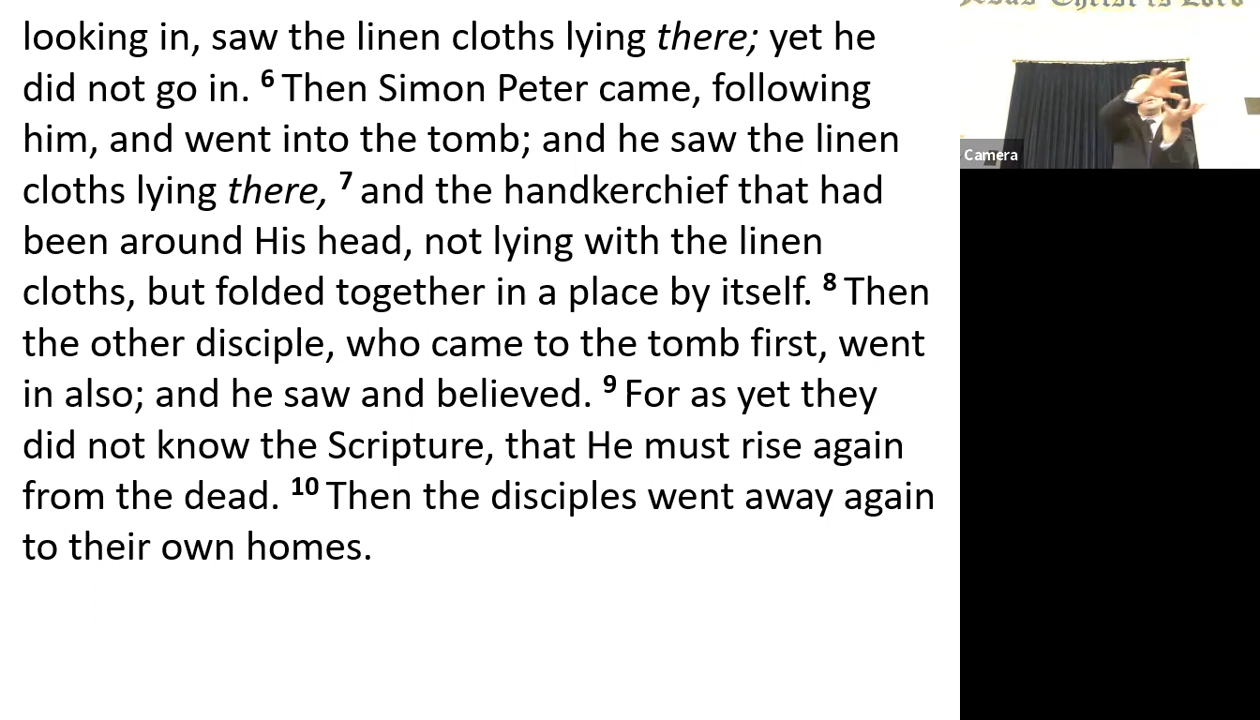 looking in, saw the linen cloths lying there; yet he
did not go in. 6 Then Simon Peter came, following
him, and went into the tomb; and he saw the linen
cloths lying there, 7 and the handkerchief that had
been around His head, not lying with the linen
cloths, but folded together in a place by itself. 8 Then
the other disciple, who came to the tomb first, went
in also; and he saw and believed. 9 For as yet they
did not know the Scripture, that He must rise again
from the dead. 10 Then the disciples went away again
to their own homes.
Jesus Christ is Lord
Camera